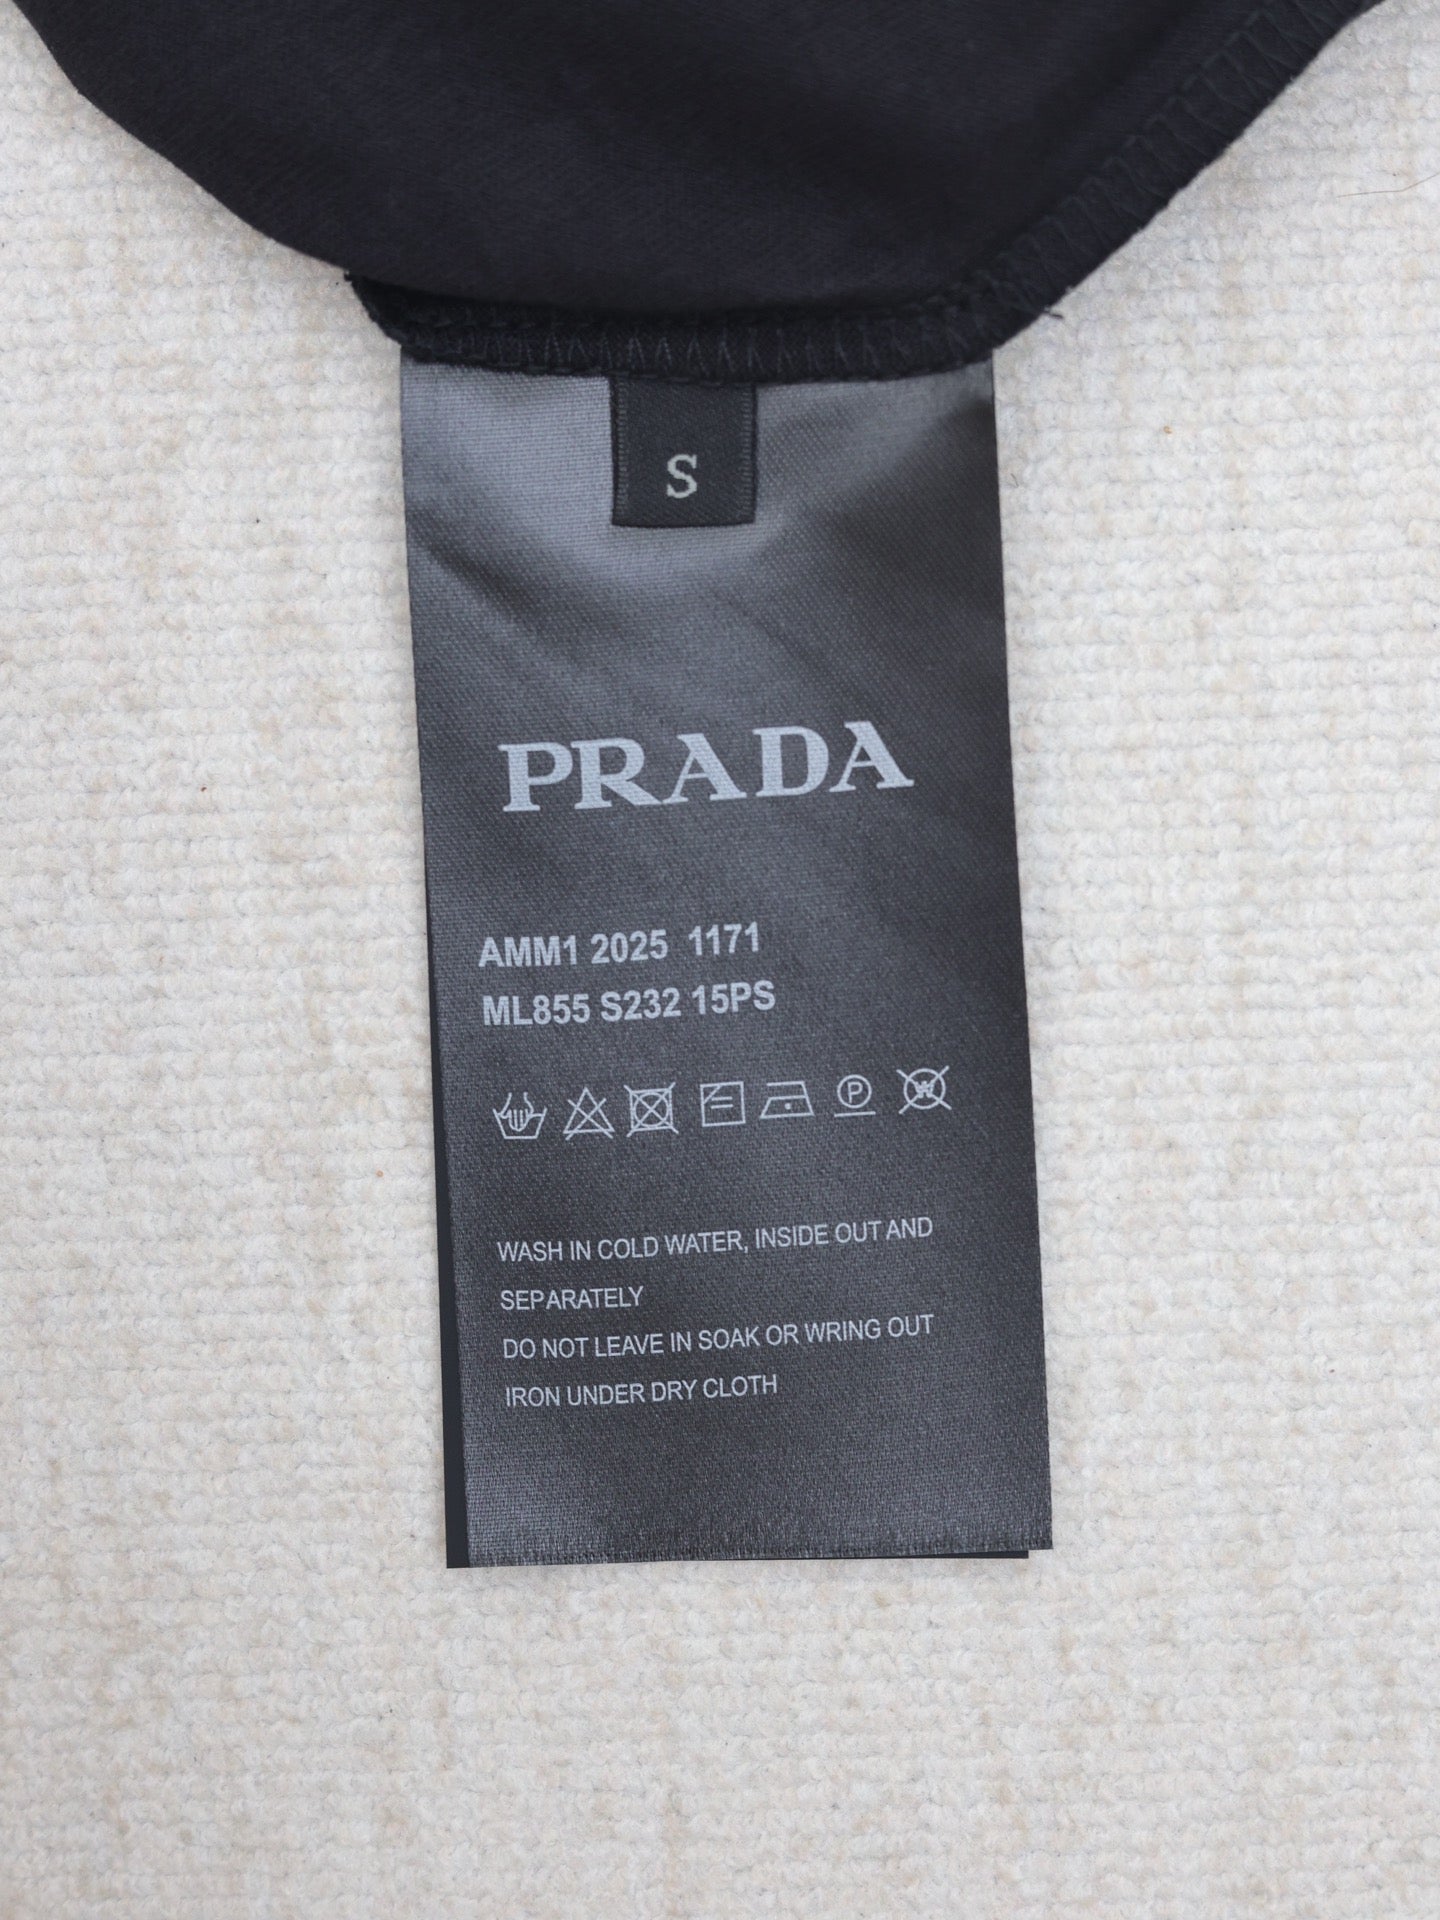 S
PRADA
AMM1 2025 1171
ML855 S232 15PS
P
W
WASH IN COLD WATER, INSIDE OUT AND
SEPARATELY
DO NOT LEAVE IN SOAK OR WRING OUT
IRON UNDER DRY CLOTH